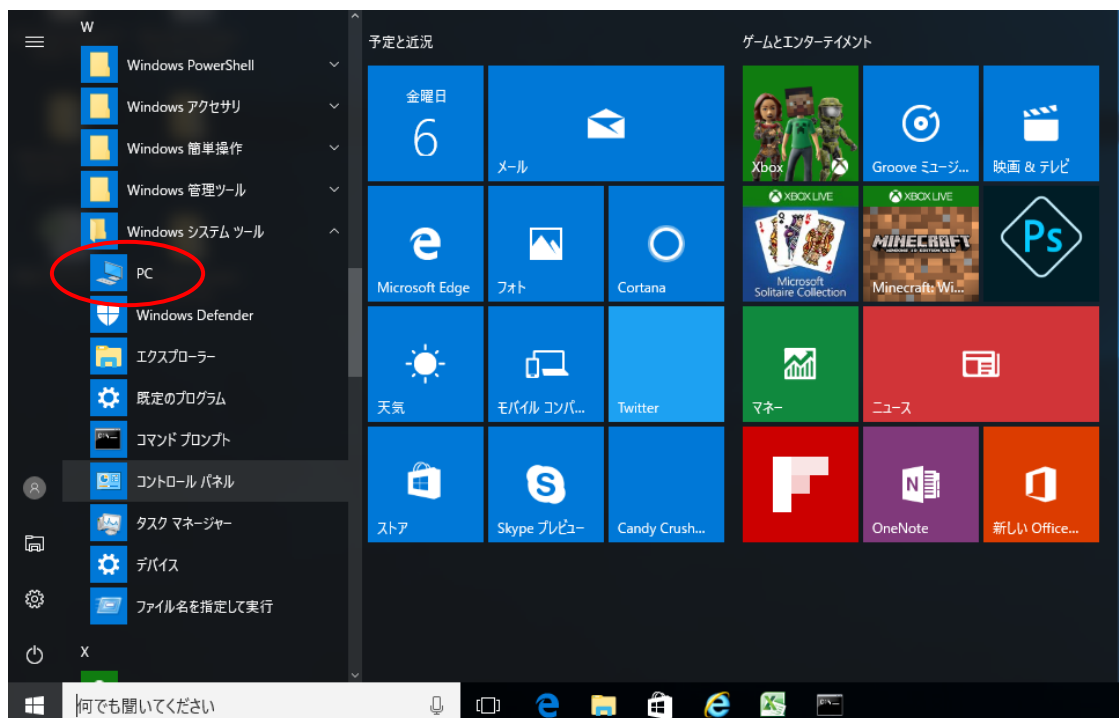 W
Windows PowerShell
Windows アクセサリ
Windows 簡単操作
Windows 管理ツール
Windows システム ツール
PC
Windows Defender
エクスプローラー
既定のプログラム
コマンド プロンプト
コントロール パネル
タスク マネージャー
デバイス
ファイル名を指定して実行
X
何でも聞いてください
予定と近況
金曜日
6
メール
Microsoft Edge
フォト
Cortana
天気
モバイル コンパ...
Twitter
ストア
Skype プレビュー
Candy Crush...
ゲームとエンターテイメント
Xbox
Groove ミュージ...
映画 & テレビ
XBOX LIVE
Microsoft
Solitaire Collection
XBOX LIVE
MINECRAFT
Minecraft: Wi...
Ps
マネー
ニュース
N
OneNote
新しい Office...